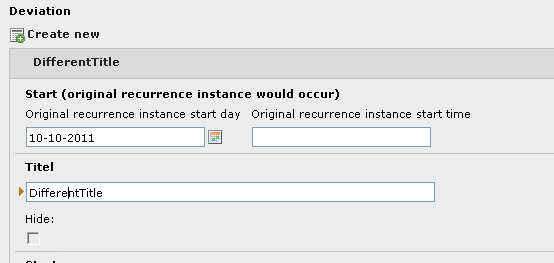 Deviation
Create new
DifferentTitle
Start (original recurrence instance would occur)
Original recurrence instance start day Original recurrence instance start time
10-10-2011
Titel
DifferentTitle
Hide: